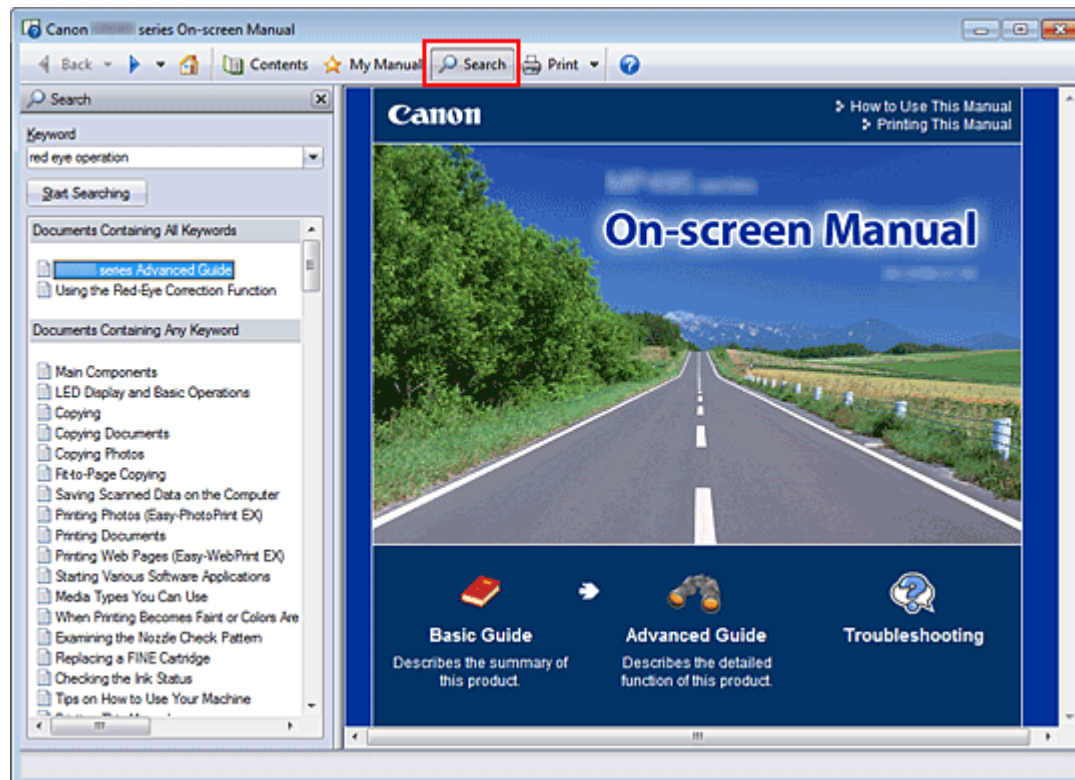 Canon series On-screen Manual
Back
Contents
My Manual
Search
Print
Search
Keyword
red eye operation
Start Searching
Documents Containing All Keywords
series Advanced Guide
Using the Red-Eye Correction Function
Documents Containing Any Keyword
Main Components
LED Display and Basic Operations
Copying
Copying Documents
Copying Photos
Fit-to-Page Copying
Saving Scanned Data on the Computer
Printing Photos (Easy-PhotoPrint EX)
Printing Documents
Printing Web Pages (Easy-WebPrint EX)
Starting Various Software Applications
Media Types You Can Use
When Printing Becomes Faint or Colors Are
Examining the Nozzle Check Pattern
Replacing a FINE Cartridge
Checking the Ink Status
Tips on How to Use Your Machine
Canon
How to Use This Manual
Printing This Manual
series
On-screen Manual
Basic Guide
Describes the summary of
this product.
Advanced Guide
Describes the detailed
function of this product.
Troubleshooting